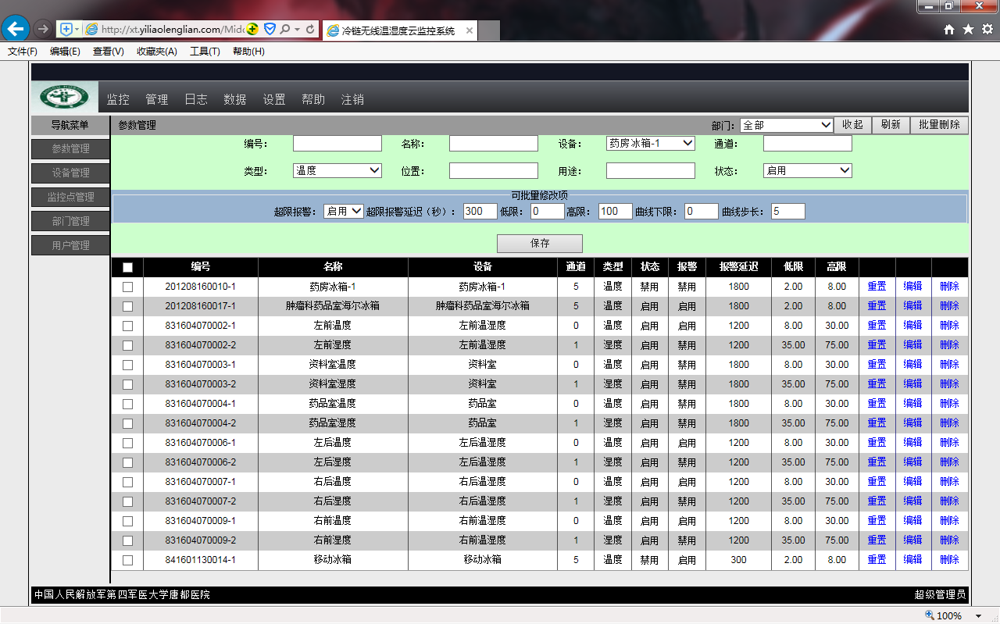 http://xt.yiliaolenglian.com/Mid
冷链无线温湿度云监控系统
文件(F) 编辑(E) 查看(V) 收藏夹(A) 工具(T) 帮助(H)
监控 管理 日志 数据 设置 帮助 注销
导航菜单
参数管理
设备管理
监控点管理
部门管理
用户管理
参数管理 部门： 全部 收起 刷新 批量删除
编号： 名称： 设备： 药房冰箱-1 通道：
类型： 温度 位置： 用途： 状态： 启用
可批量修改项
超限报警： 启用 超限报警延迟（秒）： 300 低限： 0 高限： 100 曲线下限： 0 曲线步长： 5
保存
编号 名称 设备 通道 类型 状态 报警 报警延迟 低限 高限
201208160010-1 药房冰箱-1 药房冰箱-1 5 温度 禁用 禁用 1800 2.00 8.00 重置 编辑 删除
201208160017-1 肿瘤科药品室海尔冰箱 肿瘤科药品室海尔冰箱 5 温度 启用 启用 1800 2.00 8.00 重置 编辑 删除
831604070002-1 左前温度 左前温湿度 0 温度 启用 启用 1200 8.00 30.00 重置 编辑 删除
831604070002-2 左前湿度 左前温湿度 1 湿度 启用 禁用 1200 35.00 75.00 重置 编辑 删除
831604070003-1 资料室温度 资料室 0 温度 启用 禁用 1800 8.00 30.00 重置 编辑 删除
831604070003-2 资料室湿度 资料室 1 湿度 启用 禁用 1800 35.00 75.00 重置 编辑 删除
831604070004-1 药品室温度 药品室 0 温度 启用 禁用 1800 8.00 30.00 重置 编辑 删除
831604070004-2 药品室湿度 药品室 1 湿度 启用 禁用 1800 35.00 75.00 重置 编辑 删除
831604070006-1 左后温度 左后温湿度 0 温度 启用 启用 1200 8.00 30.00 重置 编辑 删除
831604070006-2 左后湿度 左后温湿度 1 湿度 启用 禁用 1200 35.00 75.00 重置 编辑 删除
831604070007-1 右后温度 右后温湿度 0 温度 启用 启用 1200 8.00 30.00 重置 编辑 删除
831604070007-2 右后湿度 右后温湿度 1 湿度 启用 禁用 1200 35.00 75.00 重置 编辑 删除
831604070009-1 右前温度 右前温湿度 0 温度 启用 启用 1200 8.00 30.00 重置 编辑 删除
831604070009-2 右前湿度 右前温湿度 1 湿度 启用 禁用 1200 35.00 75.00 重置 编辑 删除
841601130014-1 移动冰箱 移动冰箱 5 温度 禁用 启用 300 2.00 8.00 重置 编辑 删除
中国人民解放军第四军医大学唐都医院 超级管理员
100%